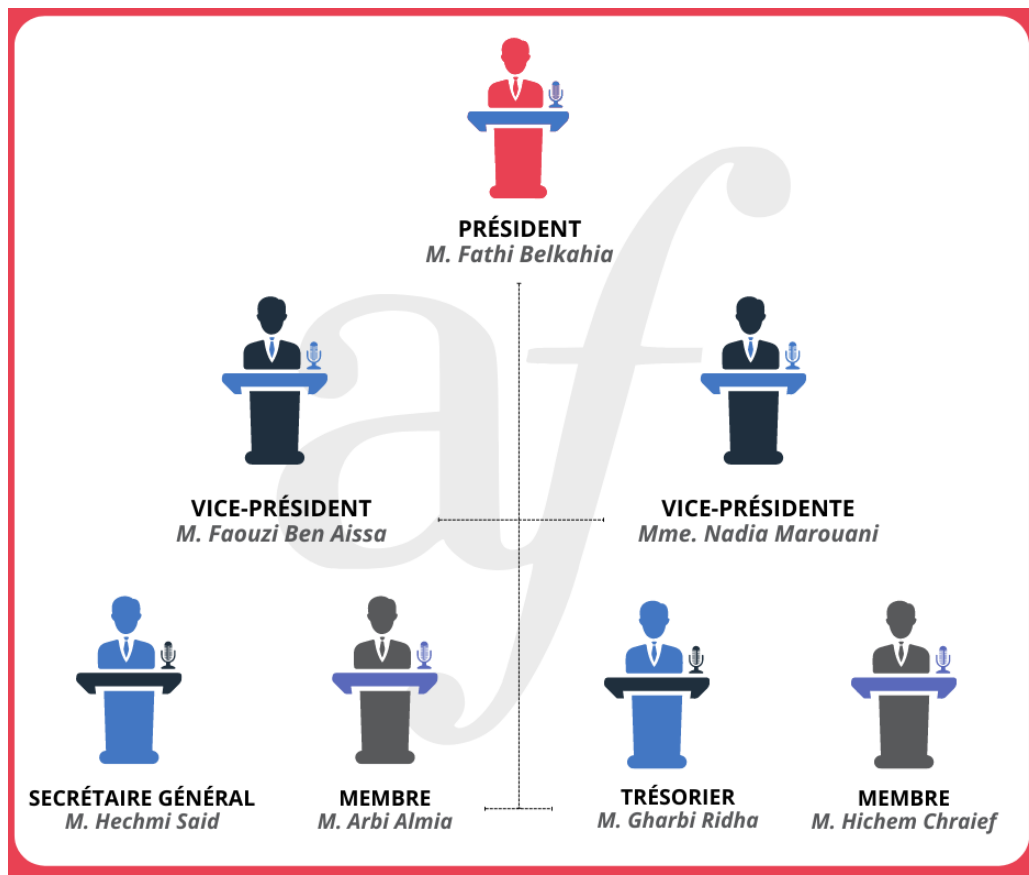 PRÉSIDENT
M. Fathi Belkahia
VICE-PRÉSIDENT
M. Faouzi Ben Aissa
VICE-PRÉSIDENTE
Mme. Nadia Marouani
SECRÉTAIRE GÉNÉRAL
M. Hechmi Said
MEMBRE
M. Arbi Almia
TRÉSORIER
M. Gharbi Ridha
MEMBRE
M. Hichem Chraief
af